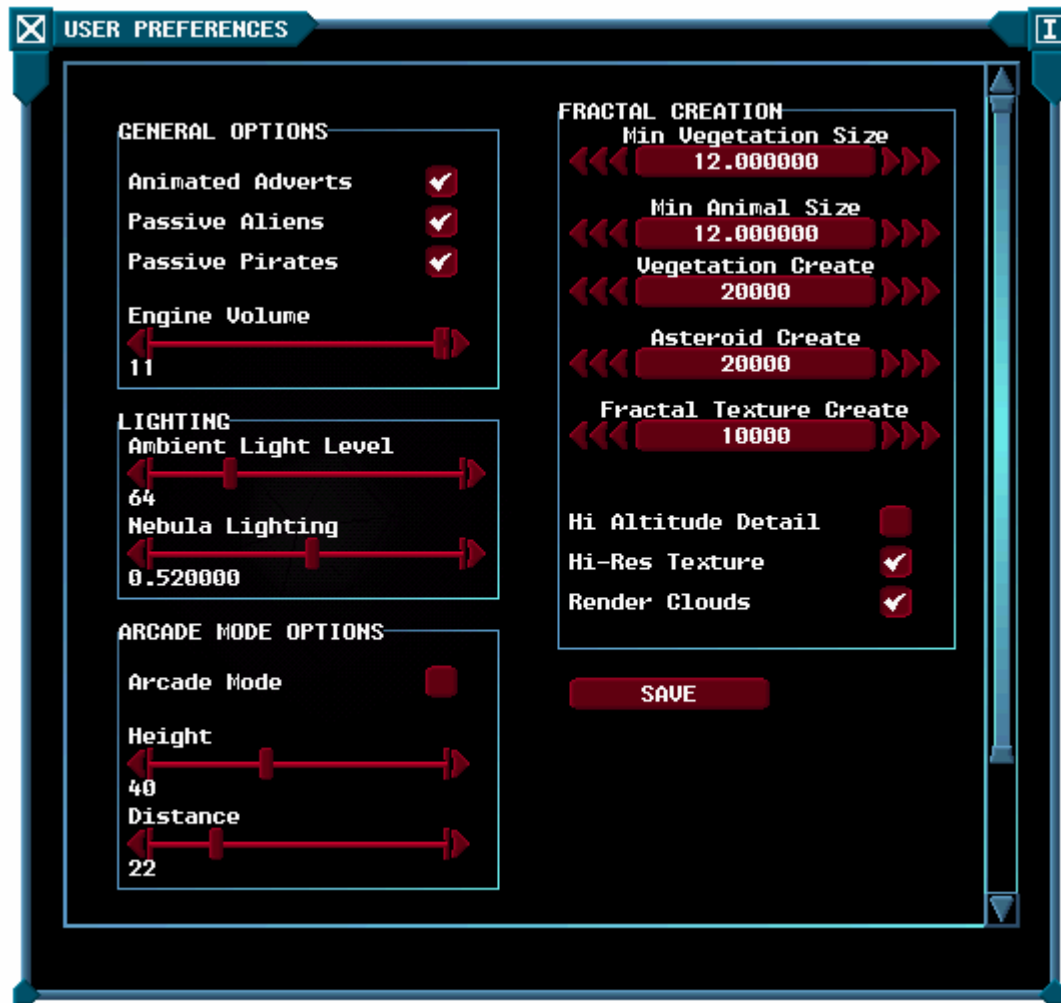 USER PREFERENCES
I
GENERAL OPTIONS
Animated Adverts
Passive Aliens
Passive Pirates
Engine Volume
11
LIGHTING
Ambient Light Level
64
Nebula Lighting
0.520000
ARCADE MODE OPTIONS
Arcade Mode
Height
40
Distance
22
FRACTAL CREATION
Min Vegetation Size
12.000000
Min Animal Size
12.000000
Vegetation Create
20000
Asteroid Create
20000
Fractal Texture Create
10000
Hi Altitude Detail
Hi-Res Texture
Render Clouds
SAVE